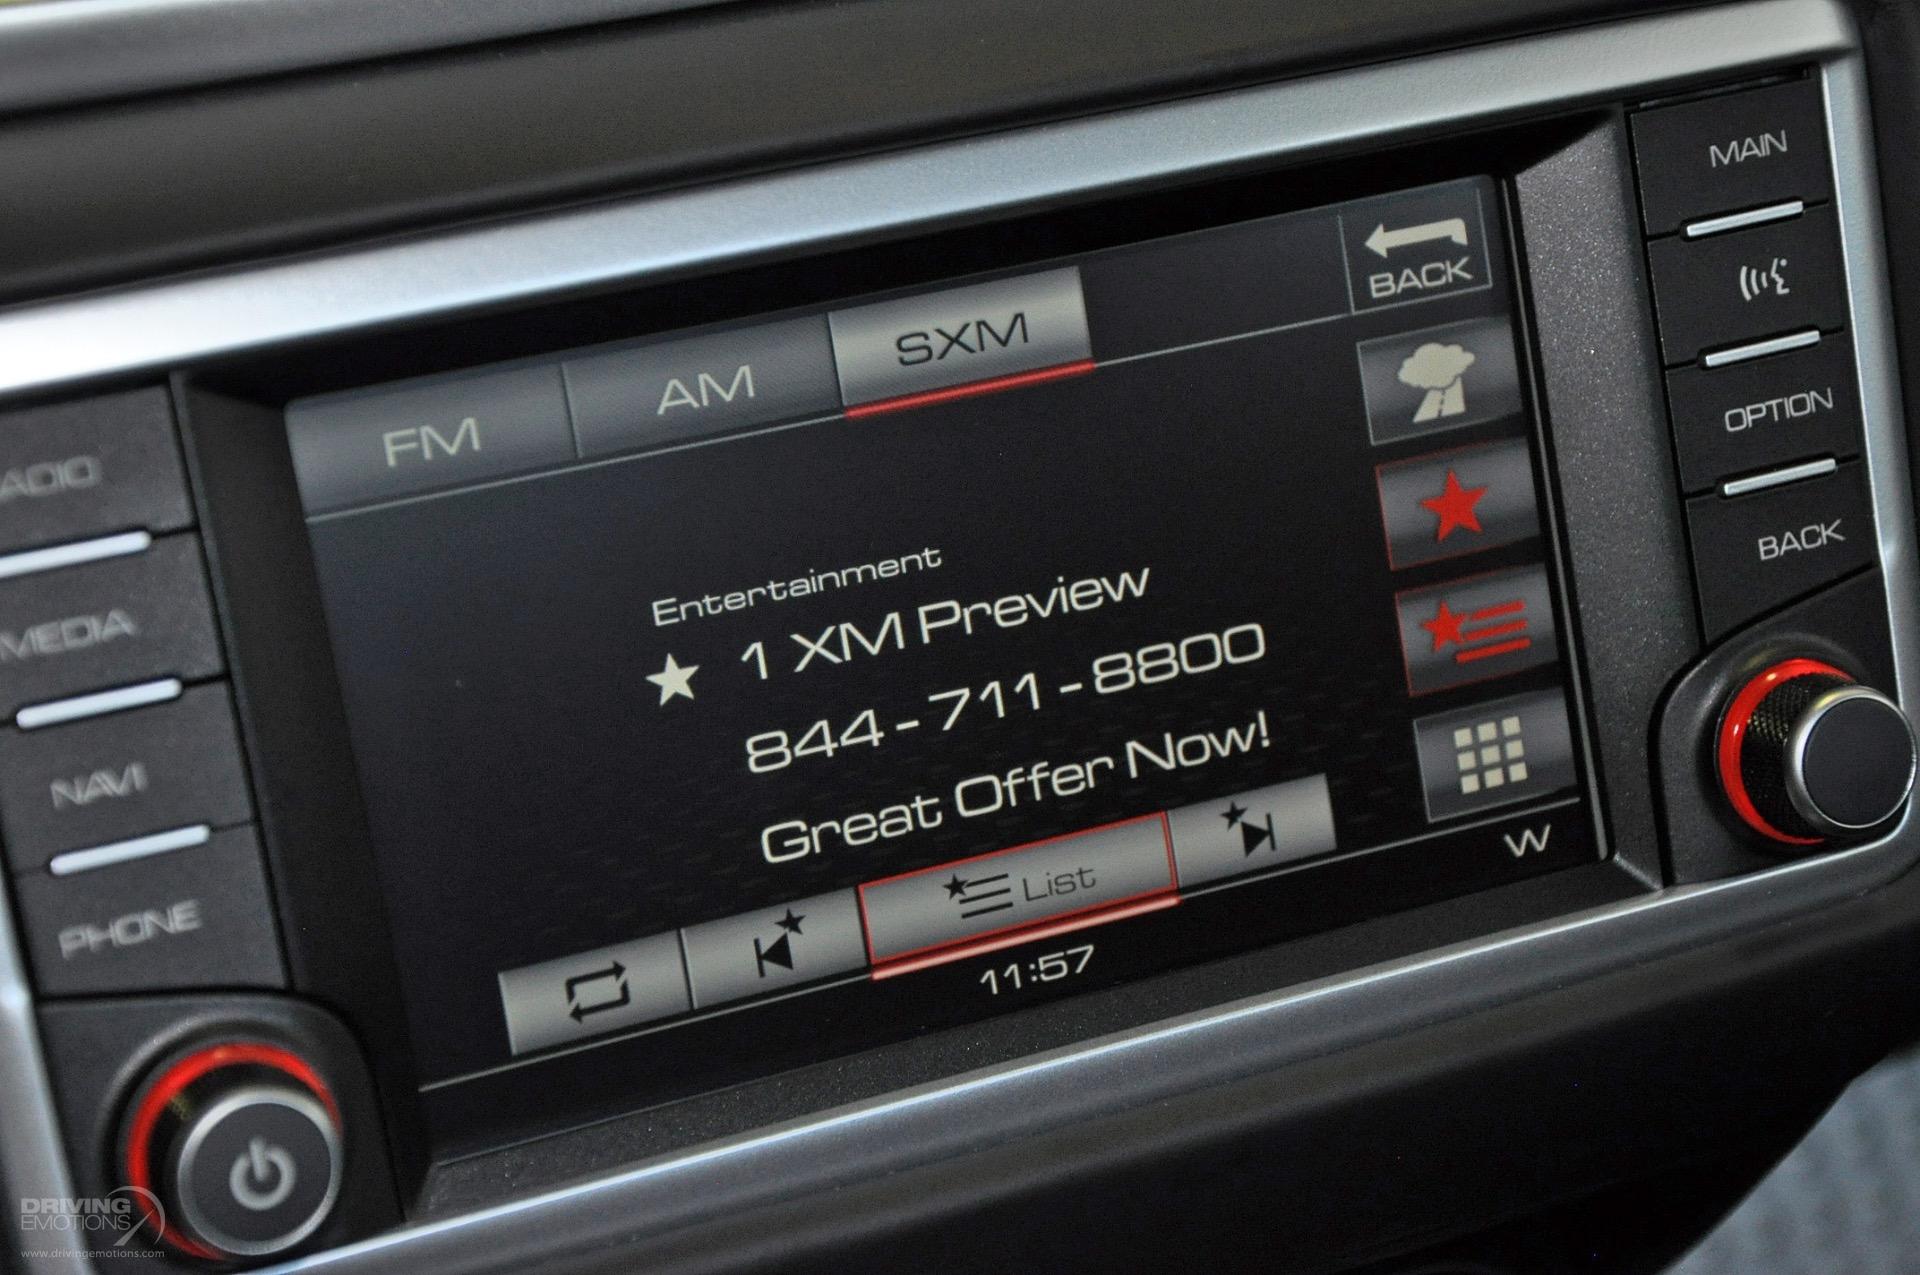 MAIN
BACK
SXM
AM
FM
OPTION
ADIO
BACK
Entertainment
1 XM Preview
MEDIA
844-711-8800
Great Offer Now!
NAVI
W
List
PHONE
11:57
DRIVING
EMOTIONS
www.drivingemotions.com